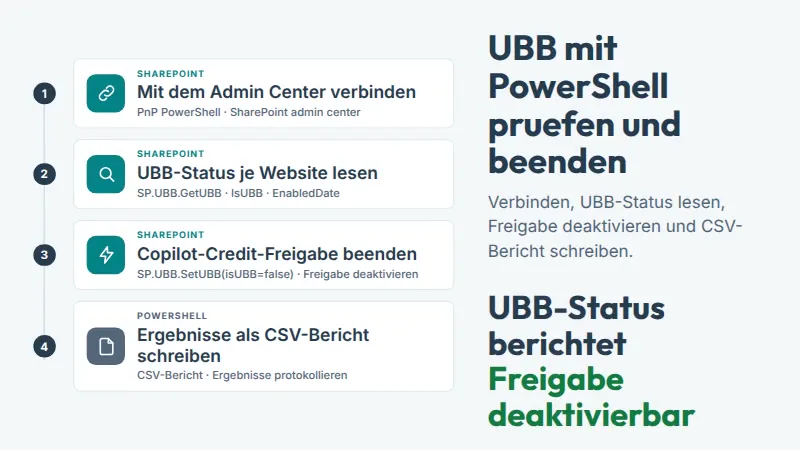 1
SHAREPOINT
Mit dem Admin Center verbinden
PnP PowerShell · SharePoint admin center
2
SHAREPOINT
UBB-Status je Website lesen
SP.UBB.GetUBB · IsUBB · EnabledDate
3
SHAREPOINT
Copilot-Credit-Freigabe beenden
SP.UBB.SetUBB(isUBB=false) · Freigabe deaktivieren
4
POWERSHELL
Ergebnisse als CSV-Bericht
schreiben
CSV-Bericht · Ergebnisse protokollieren
UBB mit
PowerShell
pruefen und
beenden
Verbinden, UBB-Status lesen,
Freigabe deaktivieren und CSV-
Bericht schreiben.
UBB-Status
berichtet
Freigabe
deaktivierbar